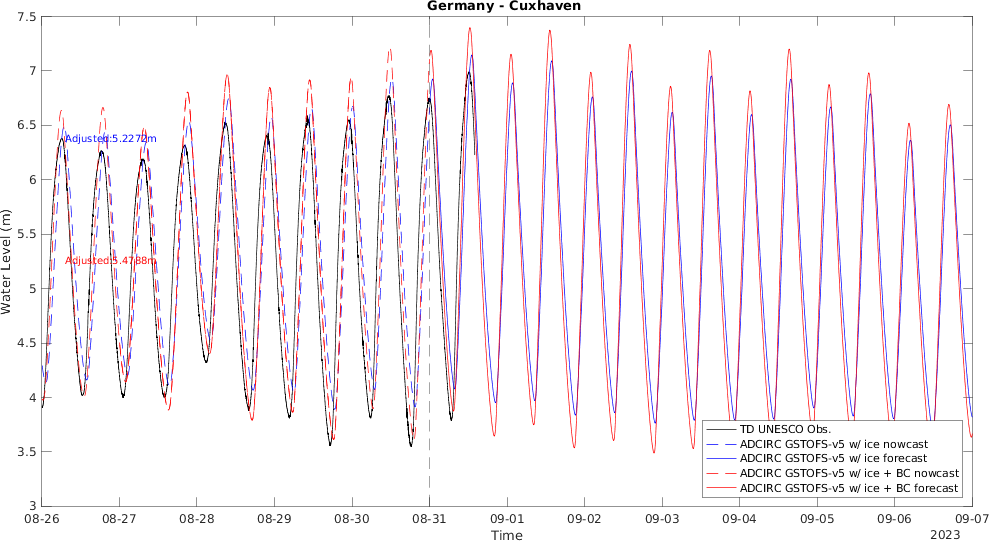 Germany - Cuxhaven
7.5
7
6.5
6
5.5
5
4.5
4
3.5
3
Water Level (m)
Adjusted:5.2272m
Adjusted:5.4788m
TD UNESCO Obs.
ADCIRC GSTOFS-v5 w/ ice nowcast
ADCIRC GSTOFS-v5 w/ ice forecast
ADCIRC GSTOFS-v5 w/ ice + BC nowcast
ADCIRC GSTOFS-v5 w/ ice + BC forecast
08-26 08-27 08-28 08-29 08-30 08-31 09-01 09-02 09-03 09-04 09-05 09-06 09-07
Time
2023